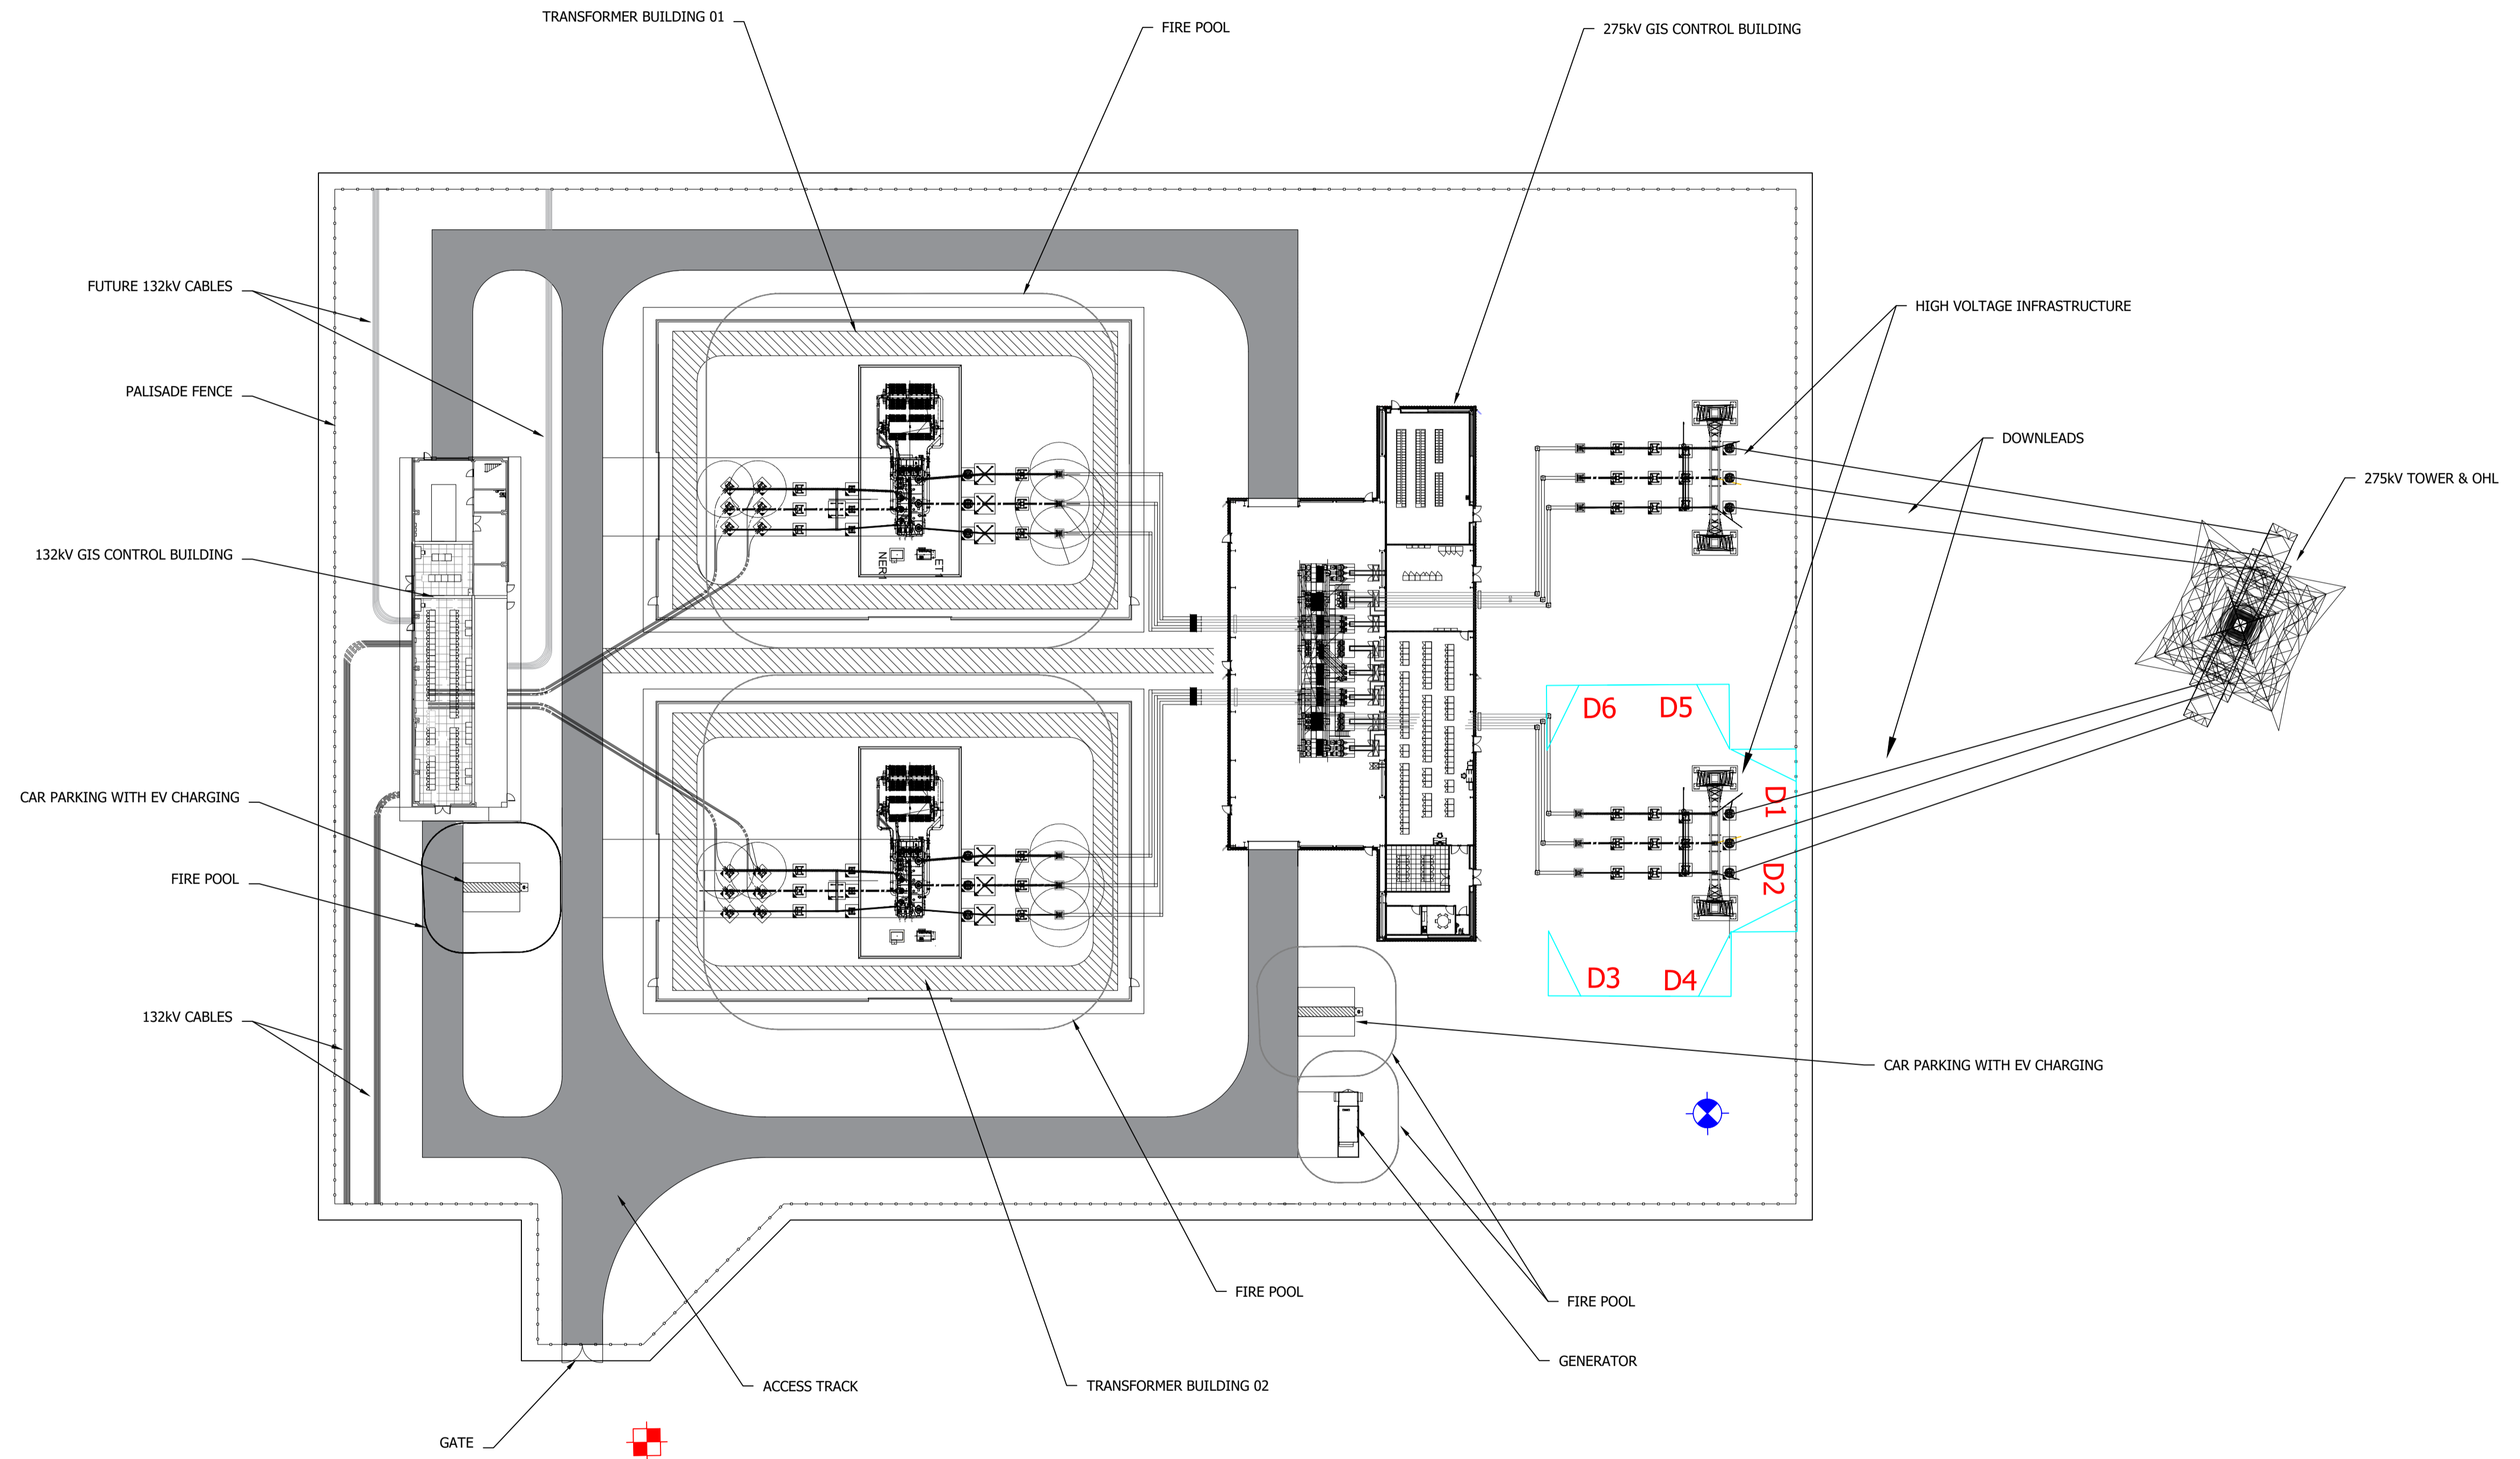 TRANSFORMER BUILDING 01
FIRE POOL
275kV GIS CONTROL BUILDING
FUTURE 132kV CABLES
HIGH VOLTAGE INFRASTRUCTURE
PALISADE FENCE
DOWNLEADS
275kV TOWER & OHL
132kV GIS CONTROL BUILDING
NER1
ET1
D6
D5
CAR PARKING WITH EV CHARGING
D1
FIRE POOL
D2
D3
D4
132kV CABLES
CAR PARKING WITH EV CHARGING
FIRE POOL
FIRE POOL
GENERATOR
ACCESS TRACK
TRANSFORMER BUILDING 02
GATE